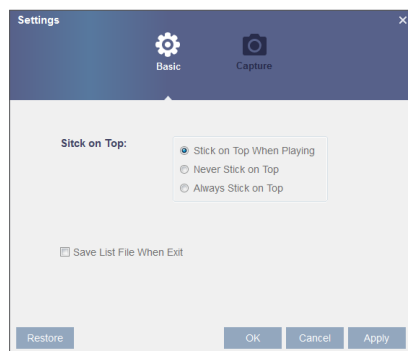 Settings
Basic
Capture
Sitck on Top:
Stick on Top When Playing
Never Stick on Top
Always Stick on Top
Save List File When Exit
Restore
OK
Cancel
Apply